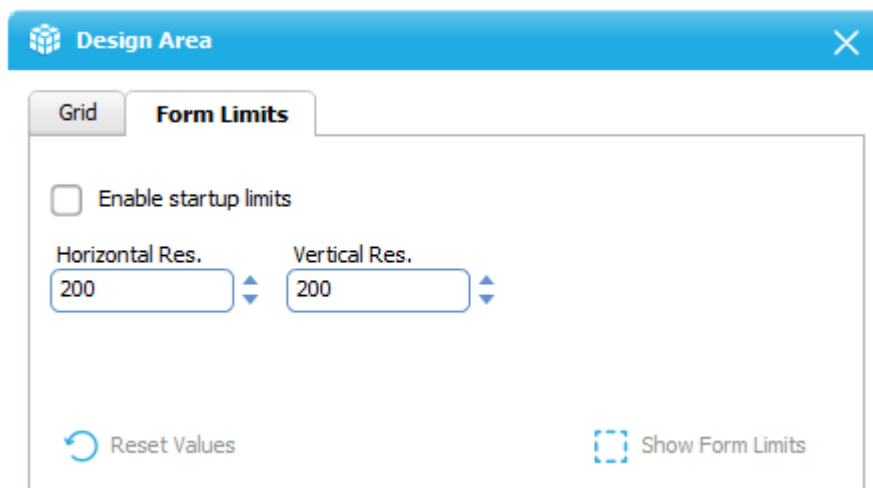 Design Area
Grid Form Limits
Enable startup limits
Horizontal Res. Vertical Res.
200 200
Reset Values Show Form Limits